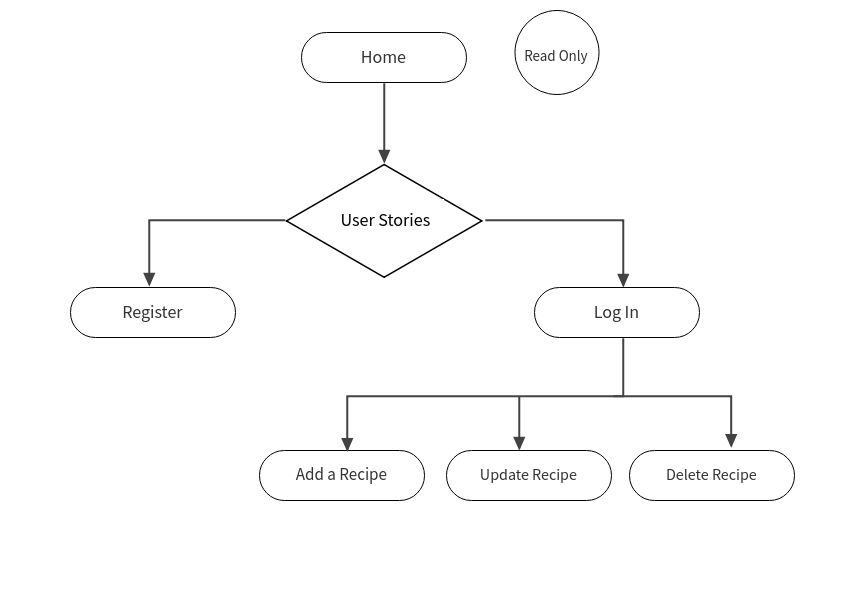 Home
Read Only
User Stories
Register
Log In
Add a Recipe
Update Recipe
Delete Recipe